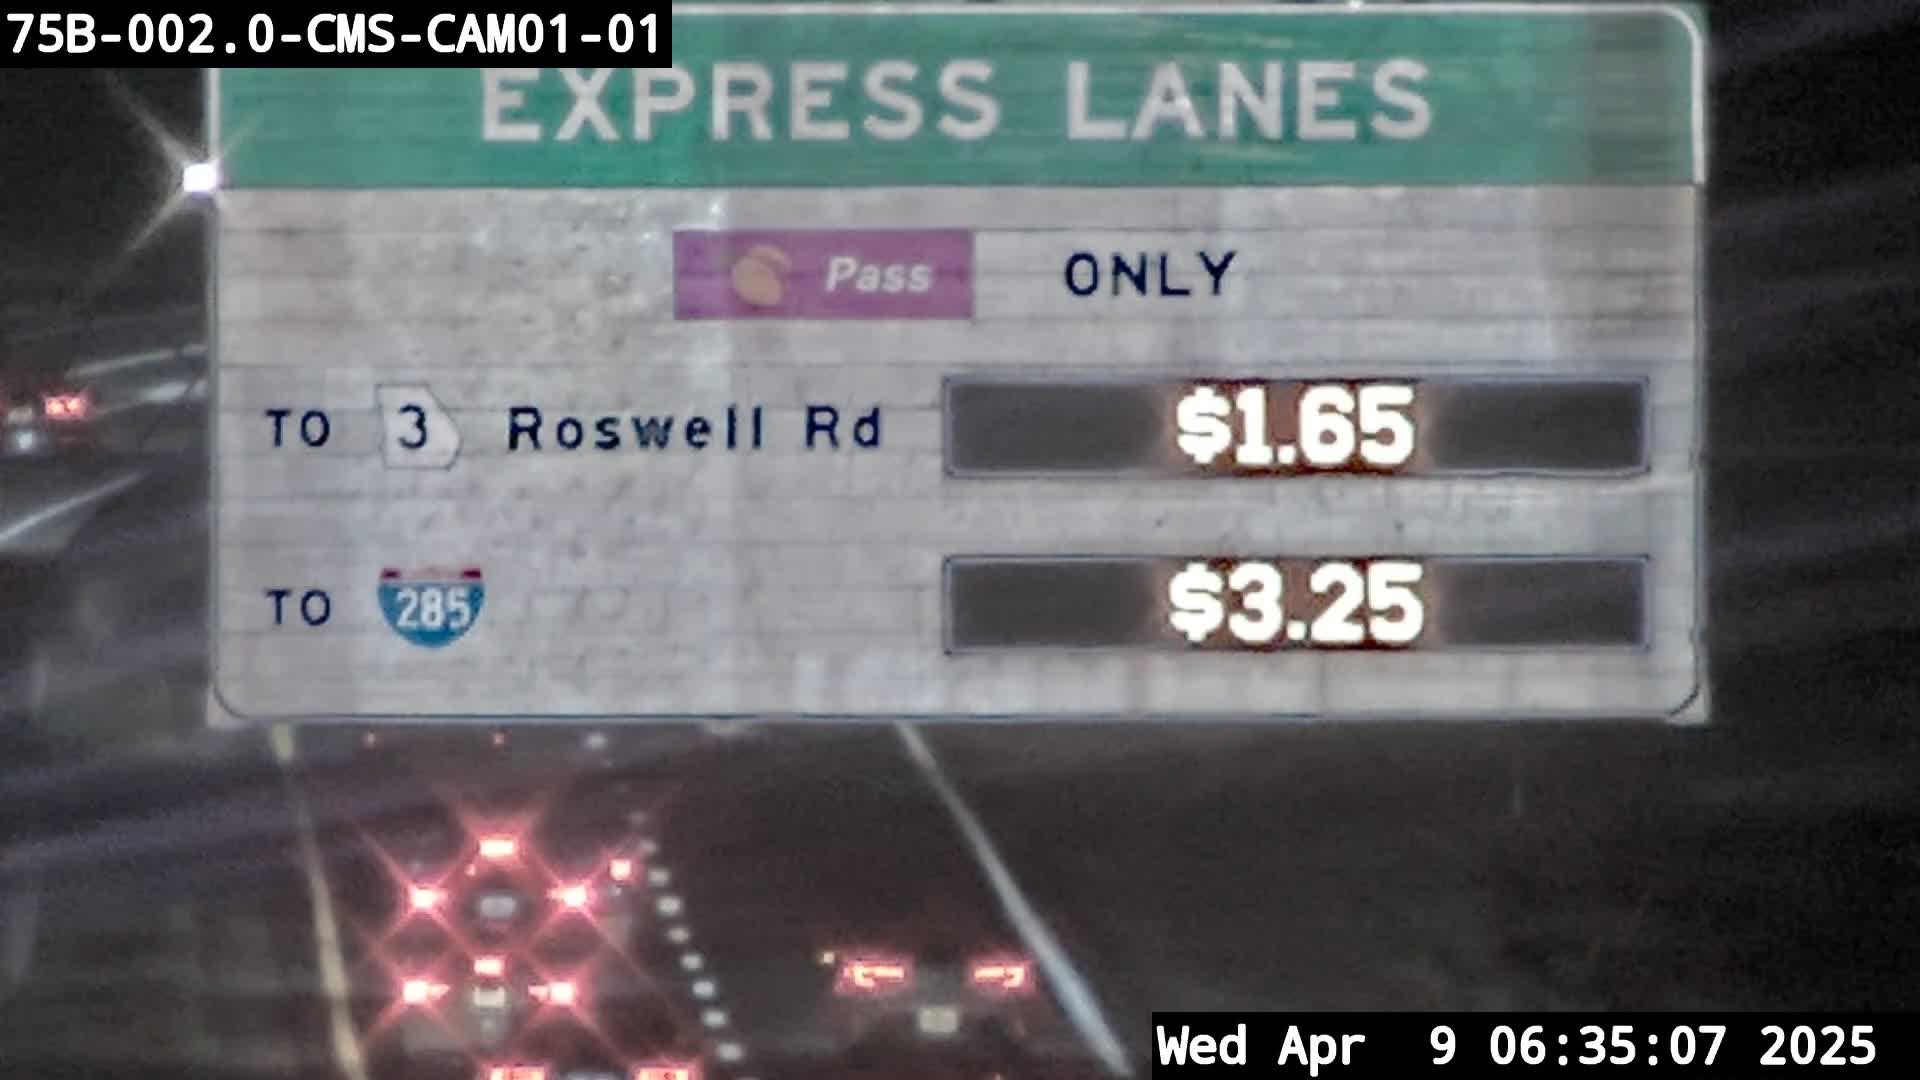 75B-002.0-CMS-CAM01-01
EXPRESS LANES
Pass ONLY
TO 3 Roswell Rd $1.65
TO 285 $3.25
Wed Apr 9 06:35:07 2025